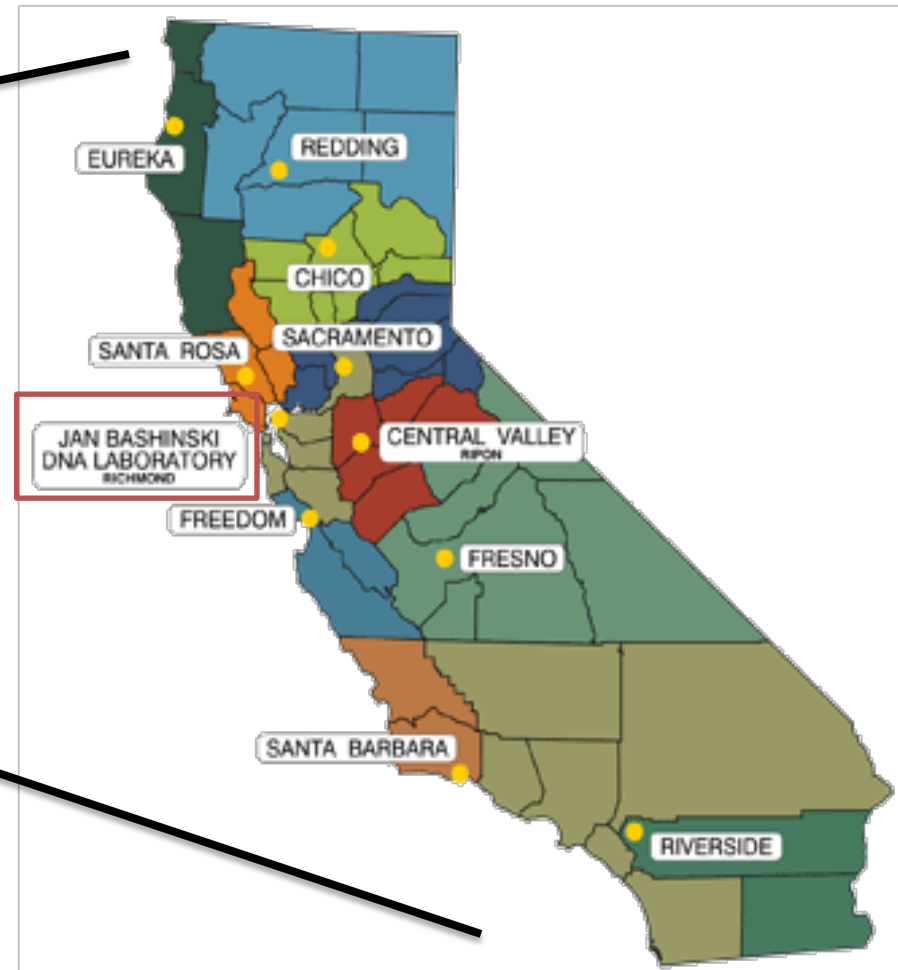 REDDING
EUREKA
CHICO
SACRAMENTO
SANTA ROSA
JAN BASHINSKI
DNA LABORATORY
RICHMOND
CENTRAL VALLEY
RIPON
FREEDOM
FRESNO
SANTA BARBARA
RIVERSIDE